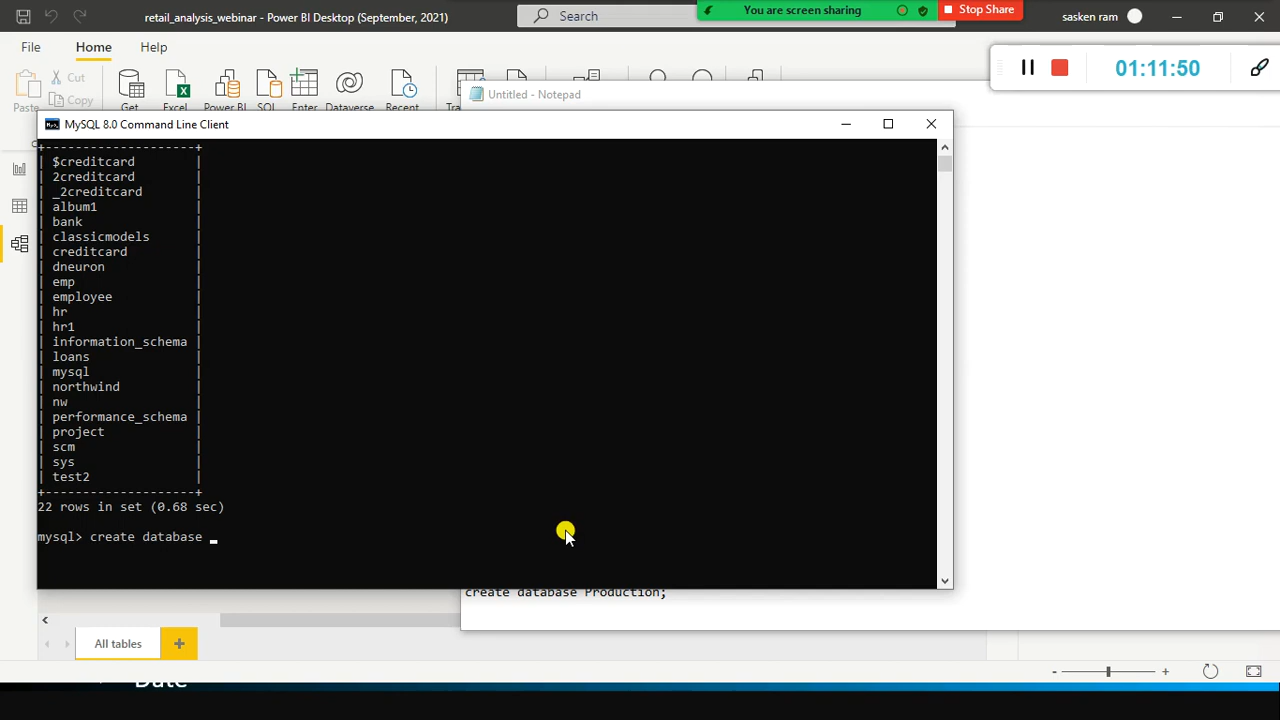 retail_analysis_webinar - Power BI Desktop (September, 2021)
Search
You are screen sharing
Stop Share
sasken ram
File
Home
Help
01:11:50
Paste
Cut
Copy
Get
Excel
Power BI
SQL
Enter
Dataverse
Recent
Untitled - Notepad
MySQL 8.0 Command Line Client
+--------------------+
| $creditcard |
| 2creditcard |
| _2creditcard |
| album1 |
| bank |
| classicmodels |
| creditcard |
| dneuron |
| emp |
| employee |
| hr |
| hr1 |
| information_schema |
| loans |
| mysql |
| northwind |
| nw |
| performance_schema |
| project |
| scm |
| sys |
| test2 |
+--------------------+
22 rows in set (0.68 sec)
mysql> create database _
create database Production;
All tables
Date